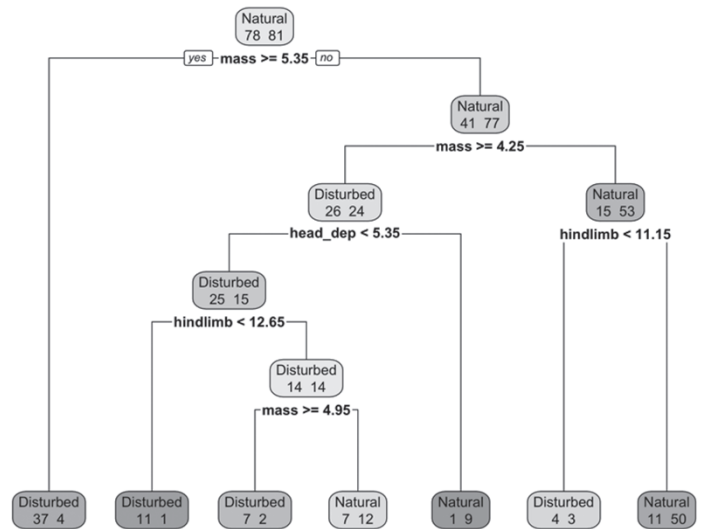 Natural
78 81
yes mass >= 5.35 no
Natural
41 77
mass >= 4.25
Disturbed
26 24
Natural
15 53
head_dep < 5.35
hindlimb < 11.15
Disturbed
25 15
hindlimb < 12.65
Disturbed
14 14
mass >= 4.95
Disturbed
37 4
Disturbed
11 1
Disturbed
7 2
Natural
7 12
Natural
1 9
Disturbed
4 3
Natural
11 50